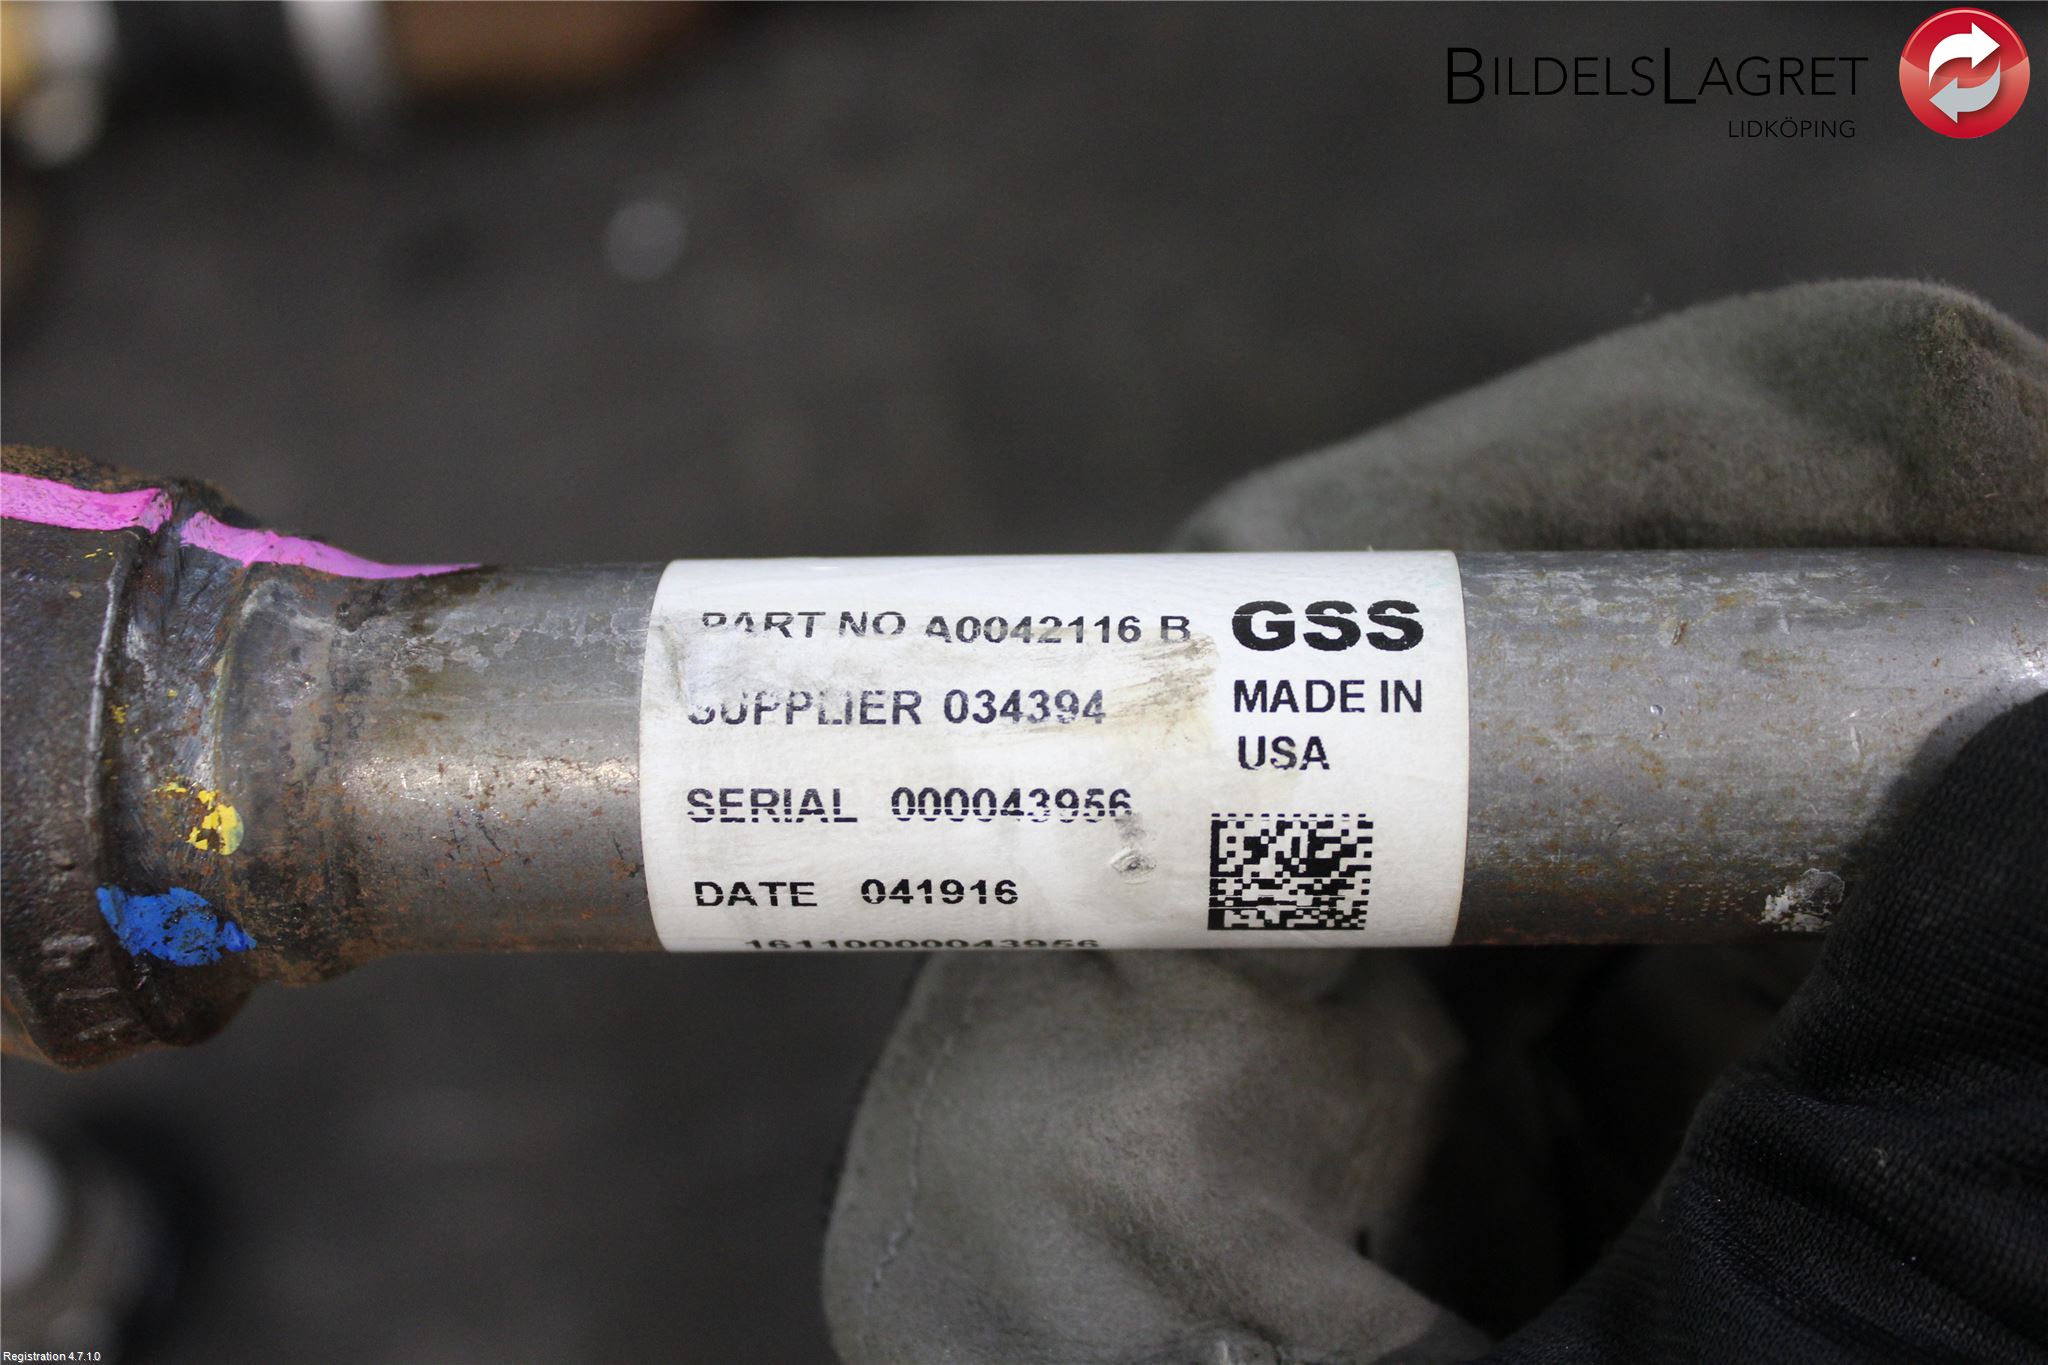 BILDELSLAGRET
LIDKÖPING
PART NO A0042116 B
GSS
SUPPLIER 034394
MADE IN
USA
SERIAL 000043956
DATE 041916
16110000043956
Registration 4.7.1.0